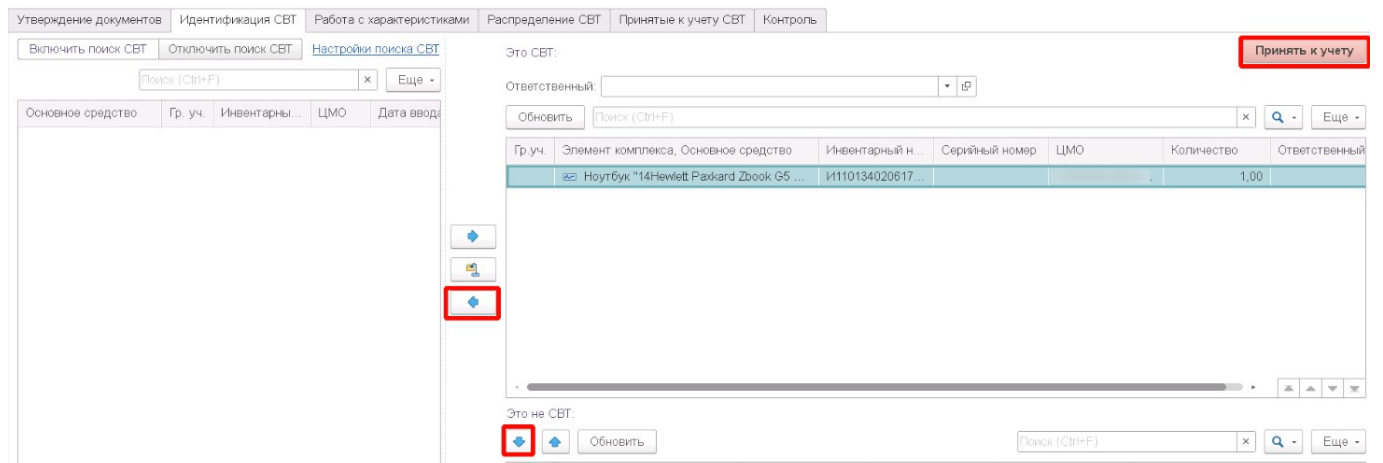 Утверждение документов Идентификация СВТ Работа с характеристиками Распределение СВТ Принятые к учету СВТ Контроль
Включить поиск СВТ Отключить поиск СВТ Настройки поиска СВТ
Поиск (Ctrl+F) × Еще
Основное средство Гр. уч. Инвентарны... ЦМО Дата ввода
Это СВТ: Принять к учету
Ответственный:
Обновить Поиск (Ctrl+F) × Еще
Гр.уч. Элемент комплекса, Основное средство Инвентарный н... Серийный номер ЦМО Количество Ответственный
Ноутбук "14Hewlett Paxkard Zbook G5 ... И110134020617... 1,00
Это не СВТ:
Обновить Поиск (Ctrl+F) × Еще